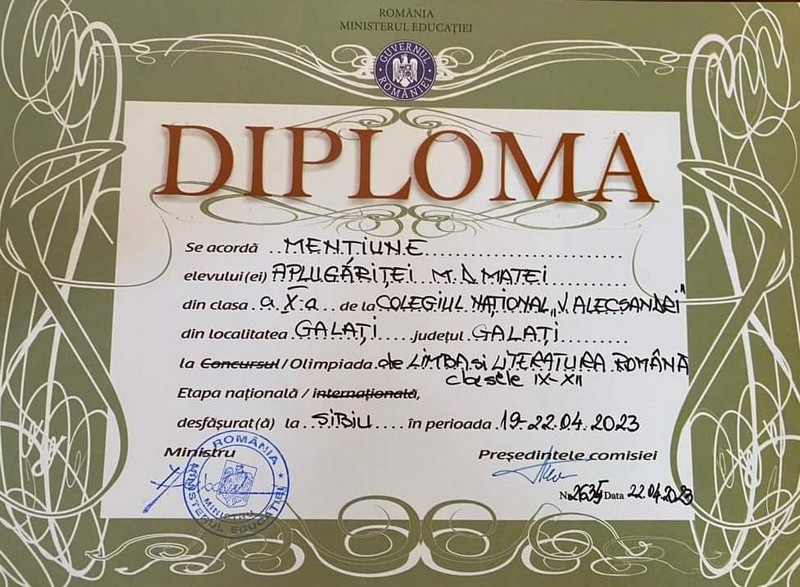 ROMÂNIA
MINISTERUL EDUCAȚIEI
GUVERNUL ROMÂNIEI
DIPLOMA
Se acordă ..MENȚIUNE..............................
elevului(ei) APLUGĂRIȚEI M.D. MATEI..........
din clasa .a X-a... de la COLEGIUL NAȚIONAL „V. ALECSANDRI”
din localitatea GALAȚI.....județul GALAȚI.........
la Concursul / Olimpiada de LIMBA și LITERATURA ROMÂNĂ
clasele IX-XII
Etapa națională / internațională,
desfășurat(ă) la ..SIBIU.... în perioada 19-22.04.2023
Ministru Președintele comisiei
ROMÂNIA
MINISTERUL EDUCAȚIEI
MINISTRU
Nr. 2635 Data 22.04.2023